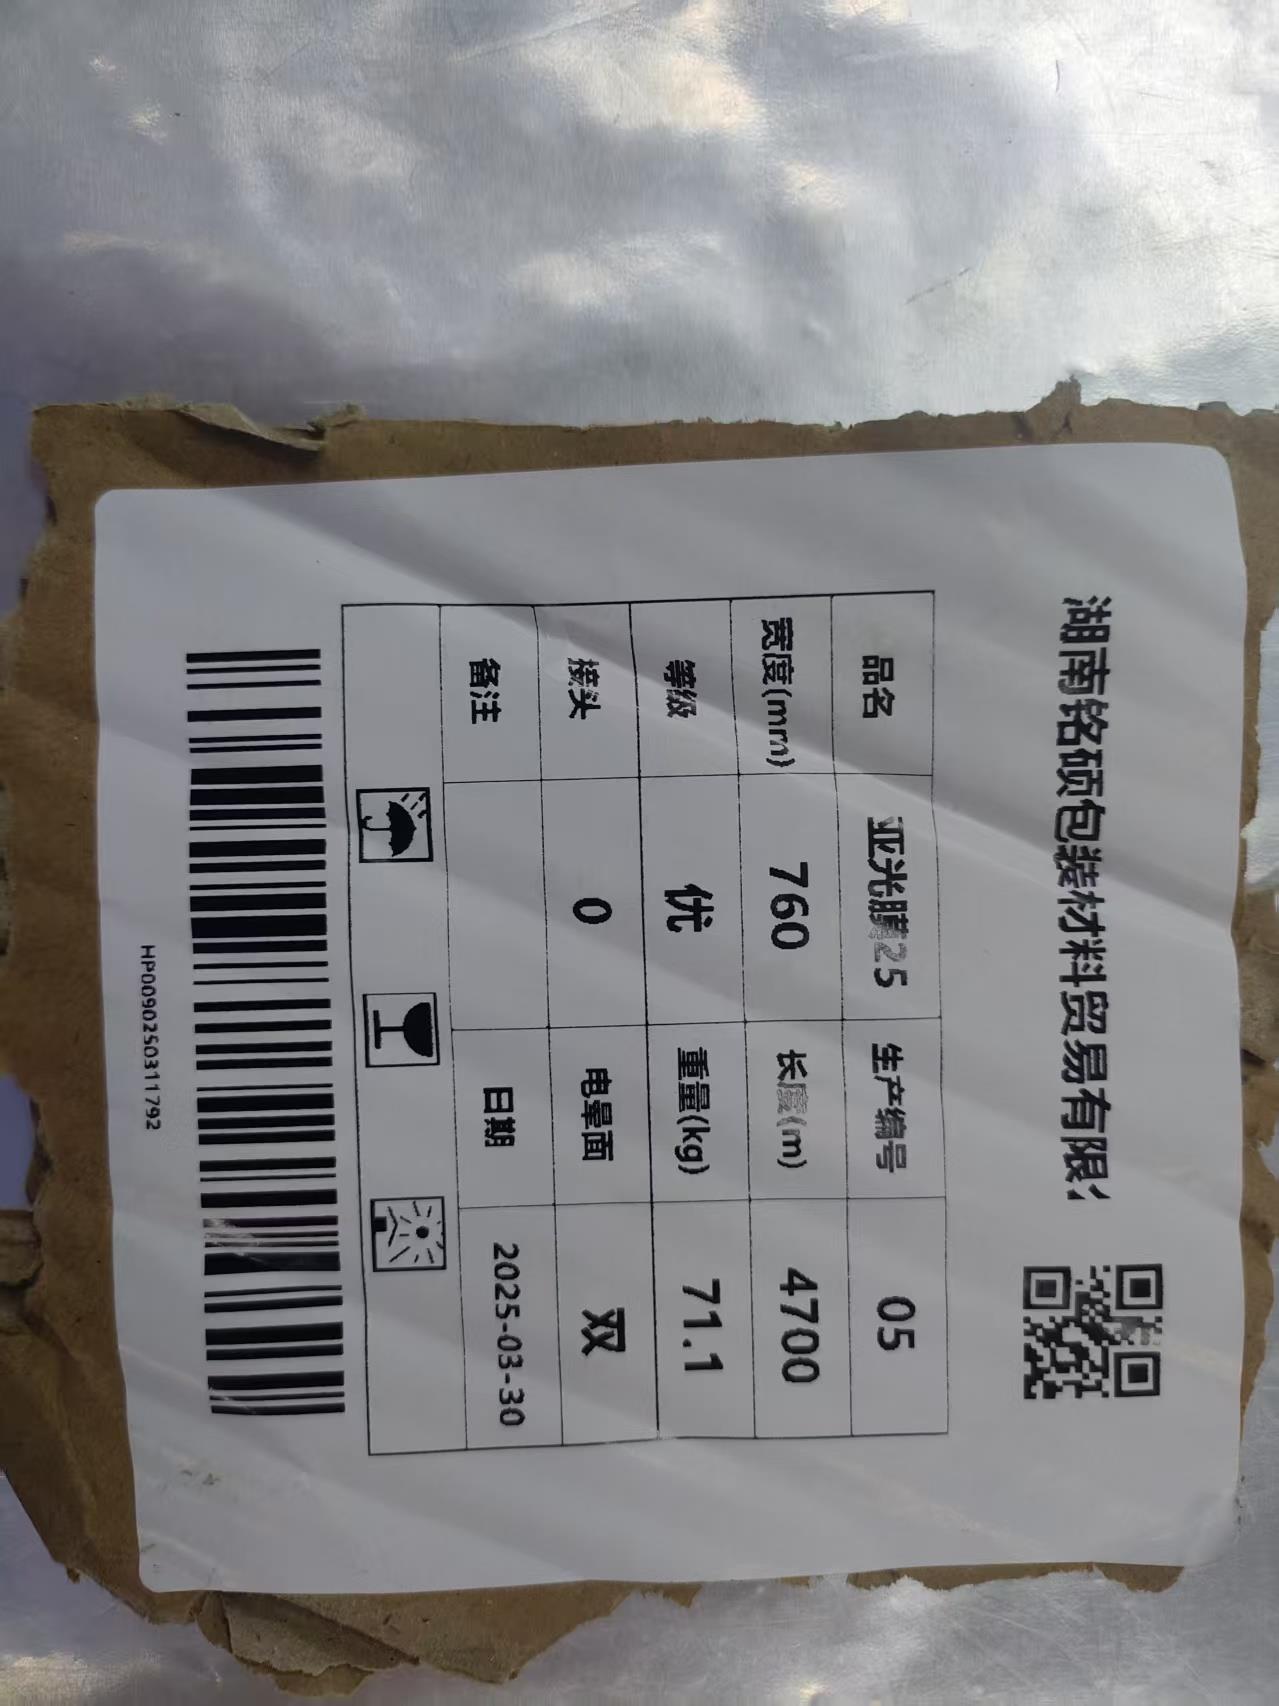 湖南铭硕包装材料贸易有限
品名 亚光膜25 生产编号 05
宽度(mm) 760 长度(m) 4700
等级 优 重量(kg) 71.1
接头 0 电晕面 双
备注 日期 2025-03-30
HP0090250311792